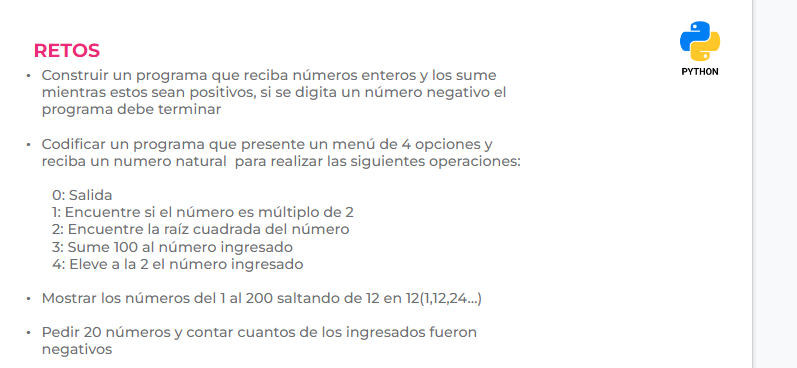 RETOS
PYTHON
• Construir un programa que reciba números enteros y los sume
mientras estos sean positivos, si se digita un número negativo el
programa debe terminar
• Codificar un programa que presente un menú de 4 opciones y
reciba un numero natural para realizar las siguientes operaciones:
0: Salida
1: Encuentre si el número es múltiplo de 2
2: Encuentre la raíz cuadrada del número
3: Sume 100 al número ingresado
4: Eleve a la 2 el número ingresado
• Mostrar los números del 1 al 200 saltando de 12 en 12(1,12,24...)
• Pedir 20 números y contar cuantos de los ingresados fueron
negativos